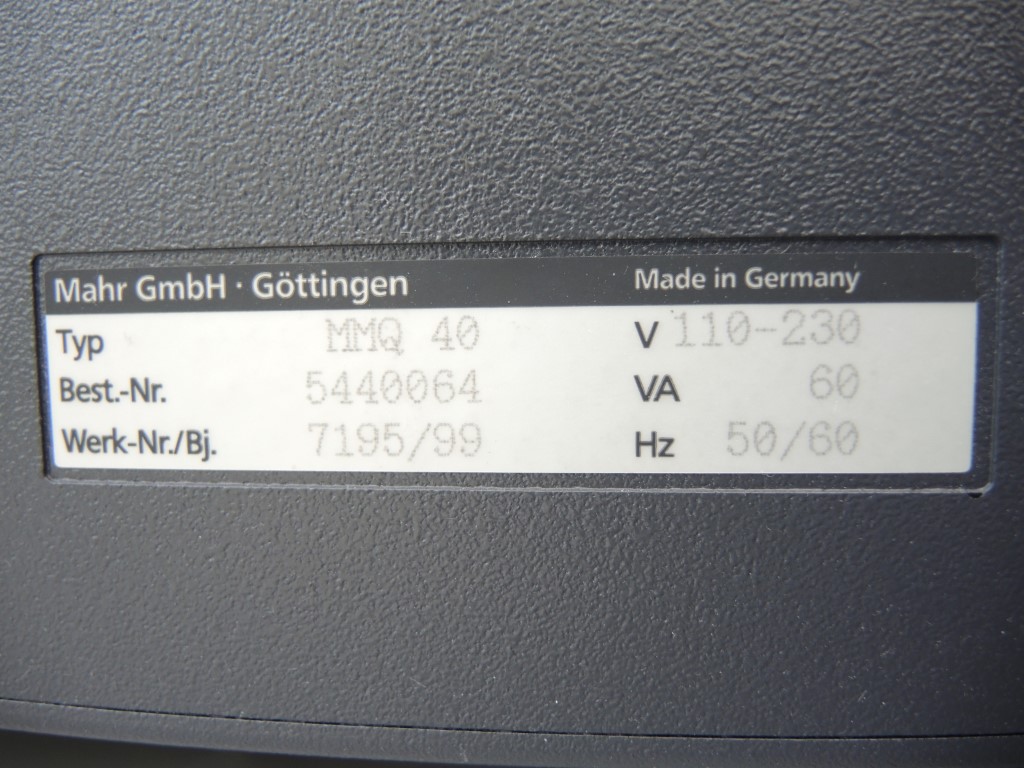 Mahr GmbH · Göttingen Made in Germany
Typ MMQ 40 V 110-230
Best.-Nr. 5440064 VA 60
Werk-Nr./Bj. 7195/99 Hz 50/60